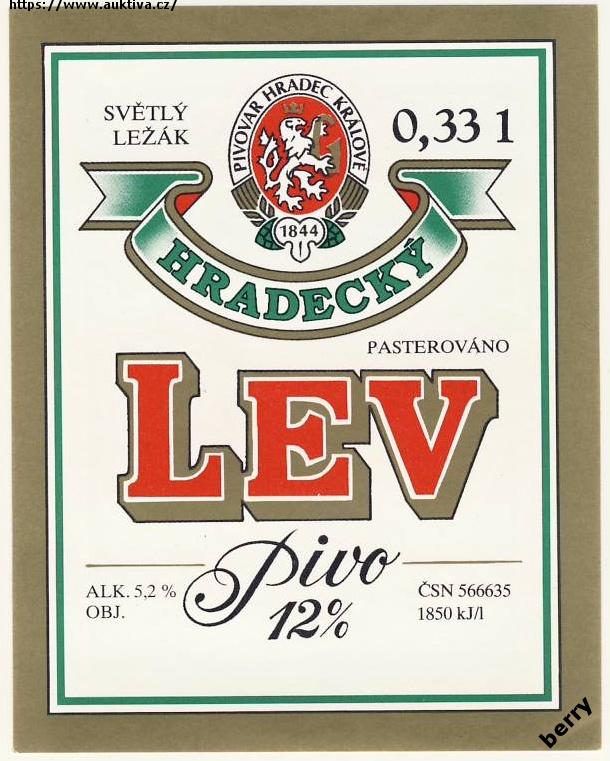 https://www.auktiva.cz/
SVĚTLÝ
LEŽÁK
PIVOVAR HRADEC KRÁLOVÉ
0,33 l
1844
HRADECKÝ
PASTEROVÁNO
LEV
Pivo
12%
ALK. 5,2 %
OBJ.
ČSN 566635
1850 kJ/l
berry